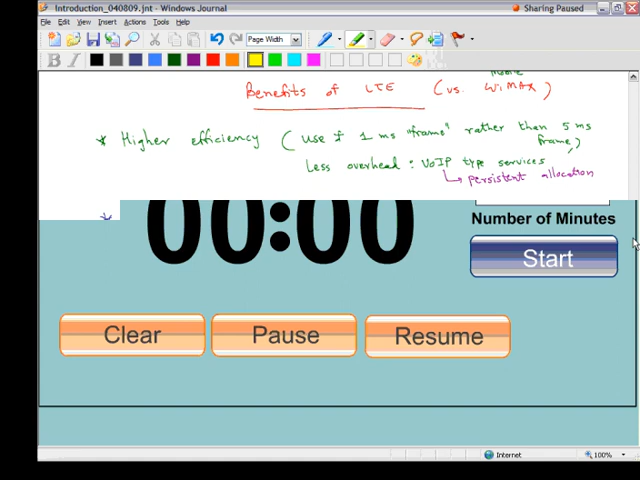 Introduction_040809.jnt - Windows Journal
Sharing Paused
File Edit View Insert Actions Tools Help
Page Width
B I
Mobile
Benefits of LTE (vs. WiMAX)
* Higher efficiency (use of 1 ms "frame" rather than 5 ms
frame)
Less overhead : VoIP type services
↳ persistent allocation
*
00:00
Number of Minutes
Start
Clear Pause Resume
Internet 100%